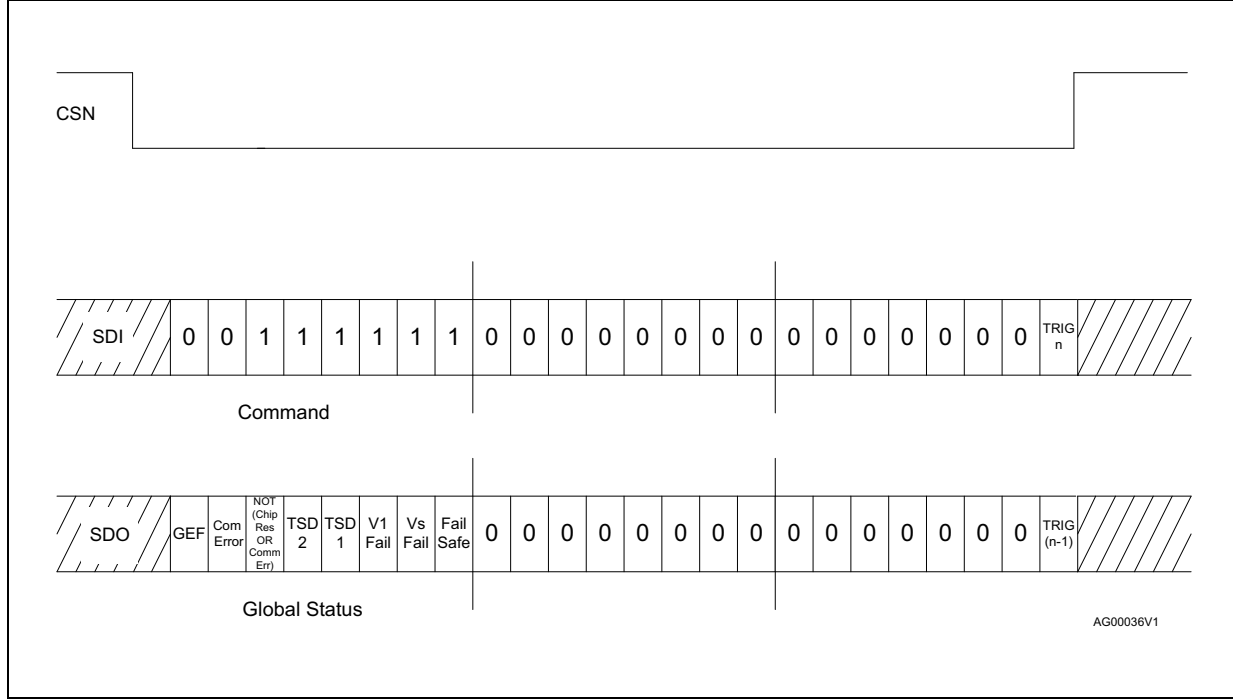 CSN
SDI 0 0 1 1 1 1 1 1 0 0 0 0 0 0 0 0 0 0 0 0 0 0 0 TRIG
n
Command
SDO GEF Com
Error NOT
(Chip
Res
OR
Comm
Err) TSD
2 TSD
1 V1
Fail Vs
Fail Fail
Safe 0 0 0 0 0 0 0 0 0 0 0 0 0 0 0 TRIG
(n-1)
Global Status
AG00036V1